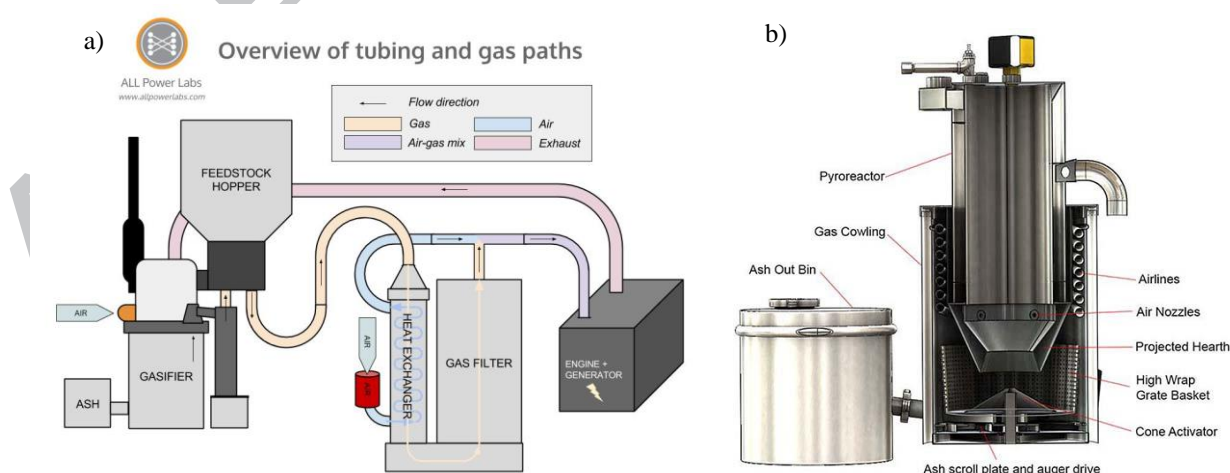 a)
ALL Power Labs
www.allpowerlabs.com
Overview of tubing and gas paths
Flow direction
Gas
Air
Air-gas mix
Exhaust
FEEDSTOCK
HOPPER
AIR
GASIFIER
ASH
AIR
AIR
HEAT EXCHANGER
GAS FILTER
ENGINE +
GENERATOR
b)
Pyroreactor
Gas Cowling
Ash Out Bin
Airlines
Air Nozzles
Projected Hearth
High Wrap
Grate Basket
Cone Activator
Ash scroll plate and auger drive